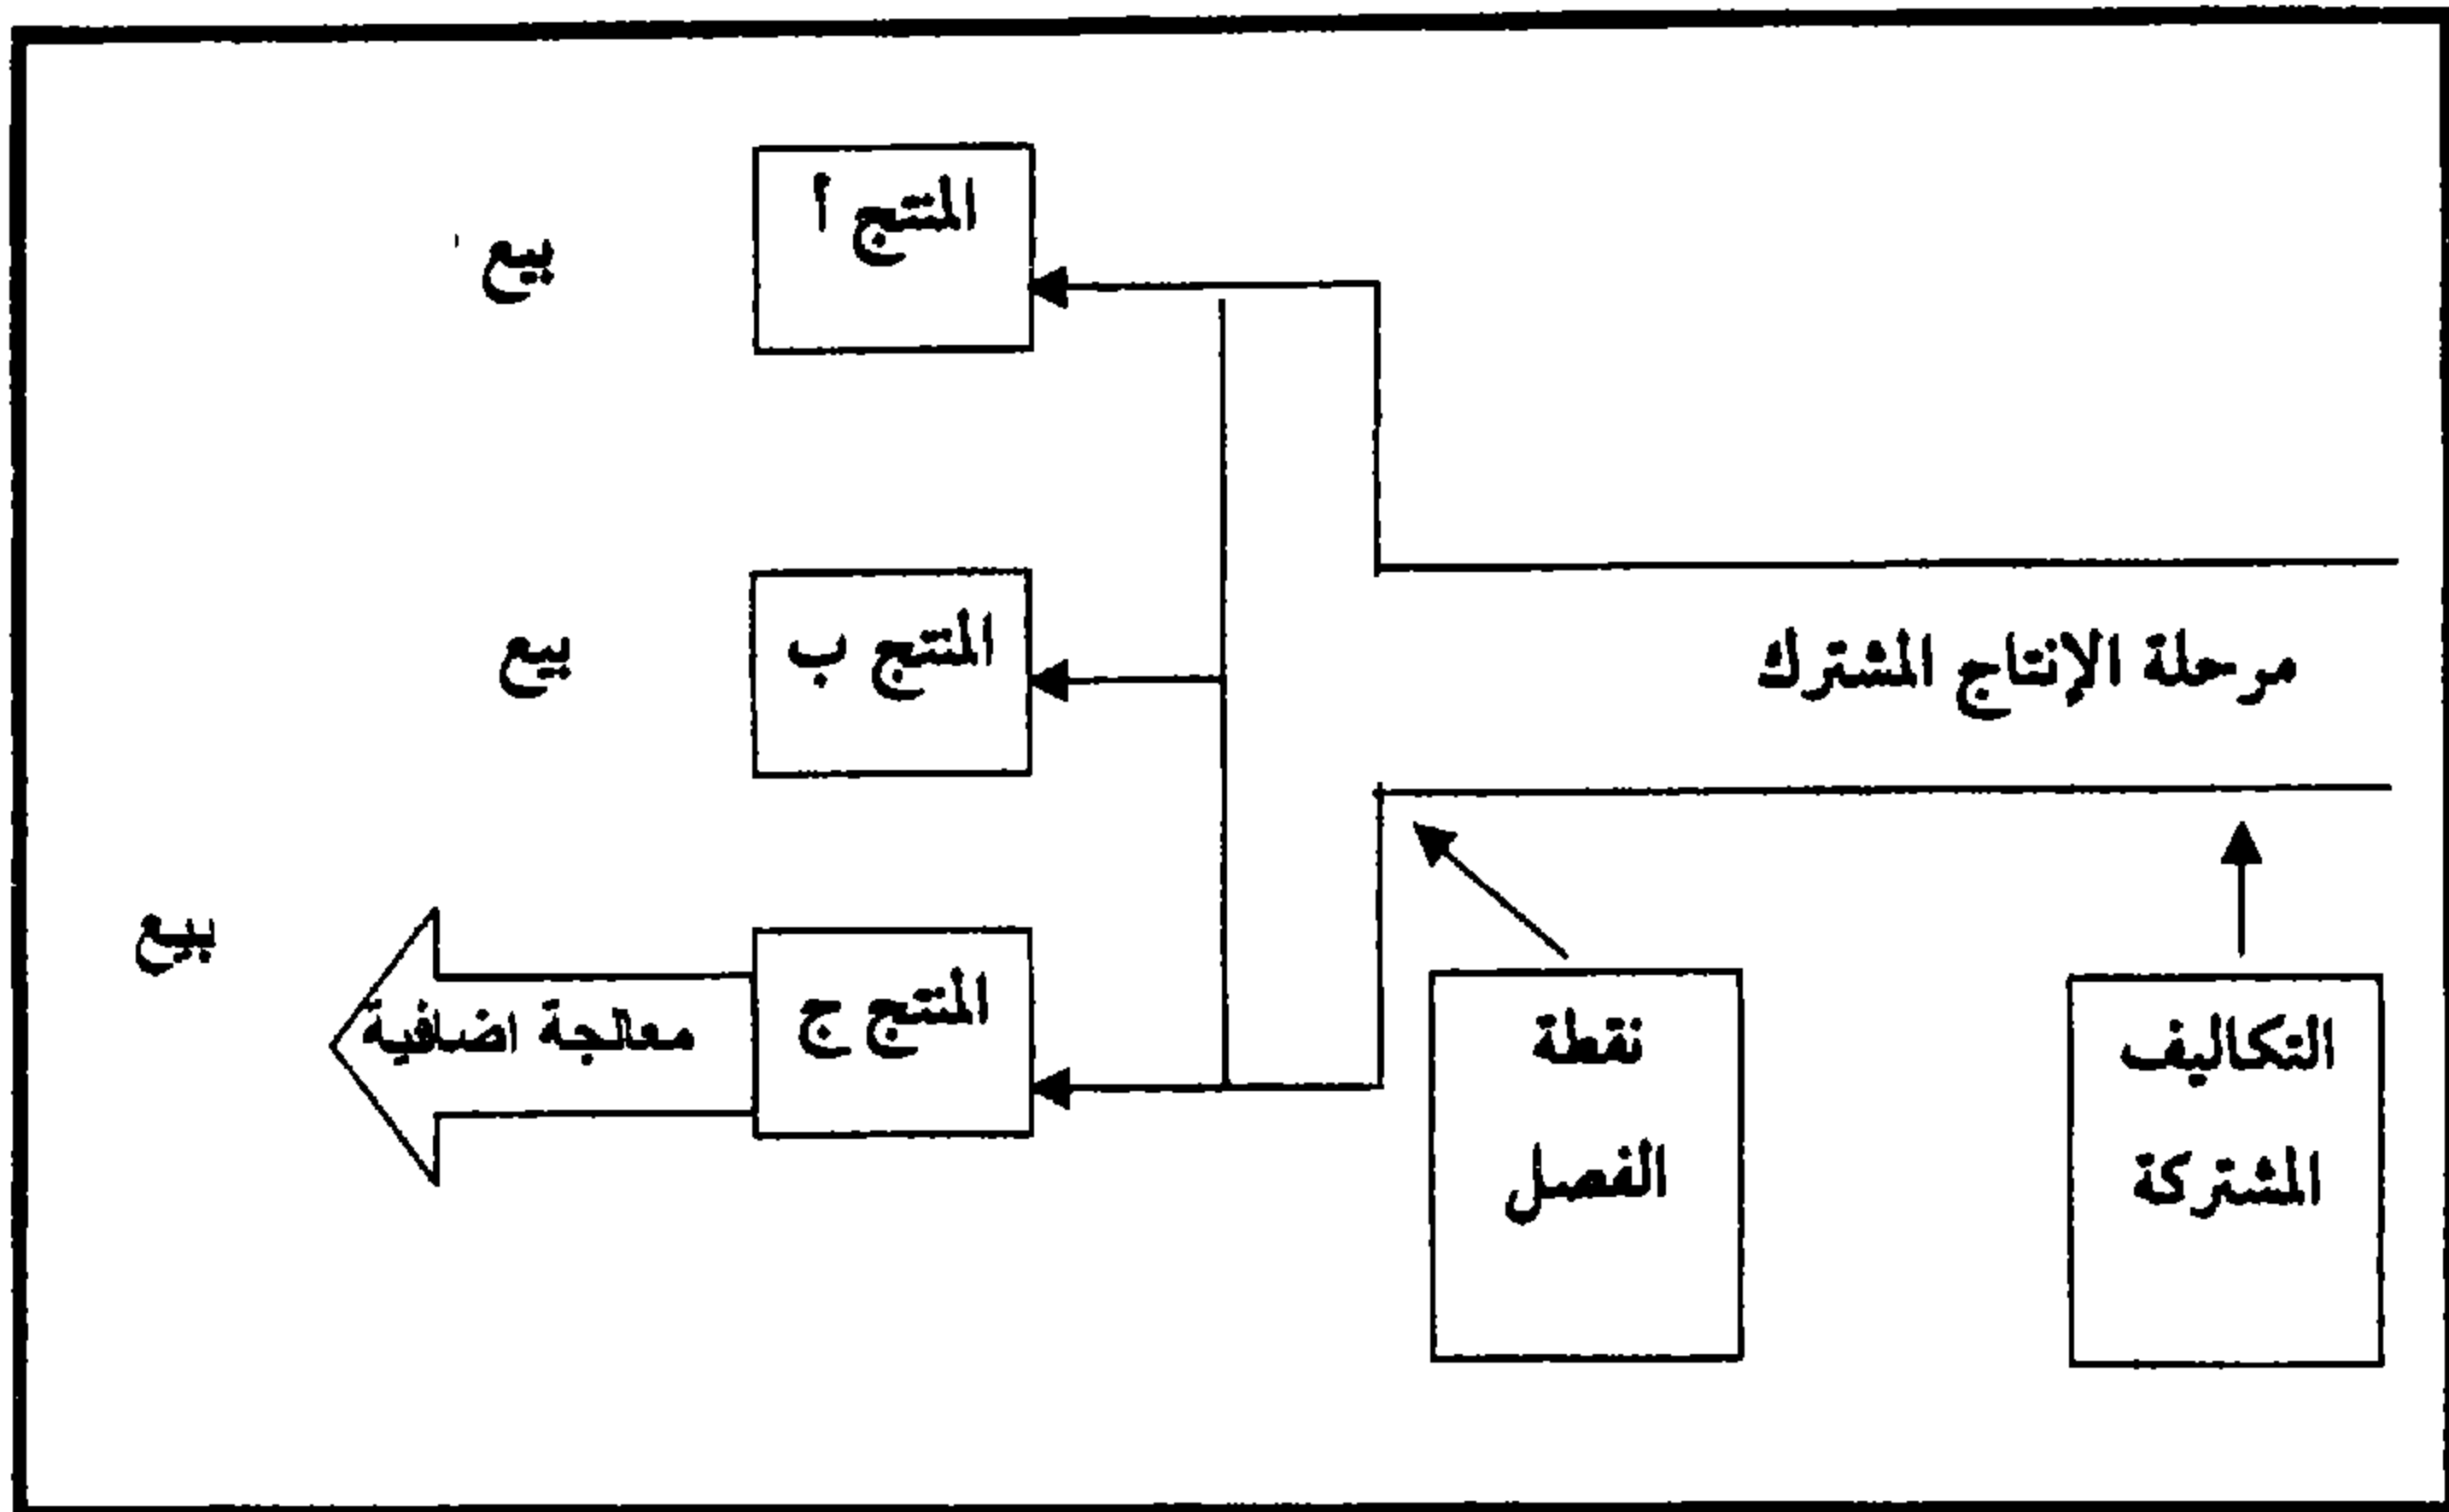 المنتج أ
بيع
مرحلة الإنتاج المشترك
المنتج ب
بيع
التكاليف
المشتركة
نقطة
الفصل
المنتج ج
معالجة اضافية
بيع